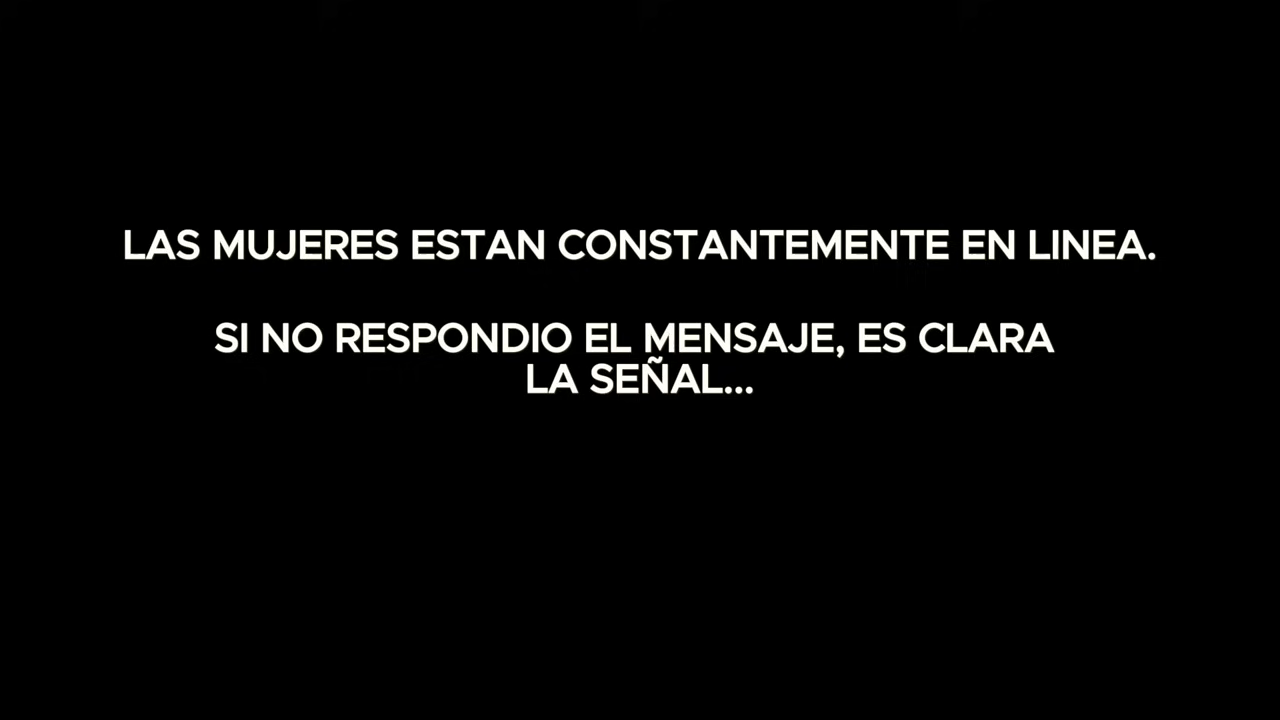 LAS MUJERES ESTAN CONSTANTEMENTE EN LINEA.
SI NO RESPONDIO EL MENSAJE, ES CLARA
LA SEÑAL...